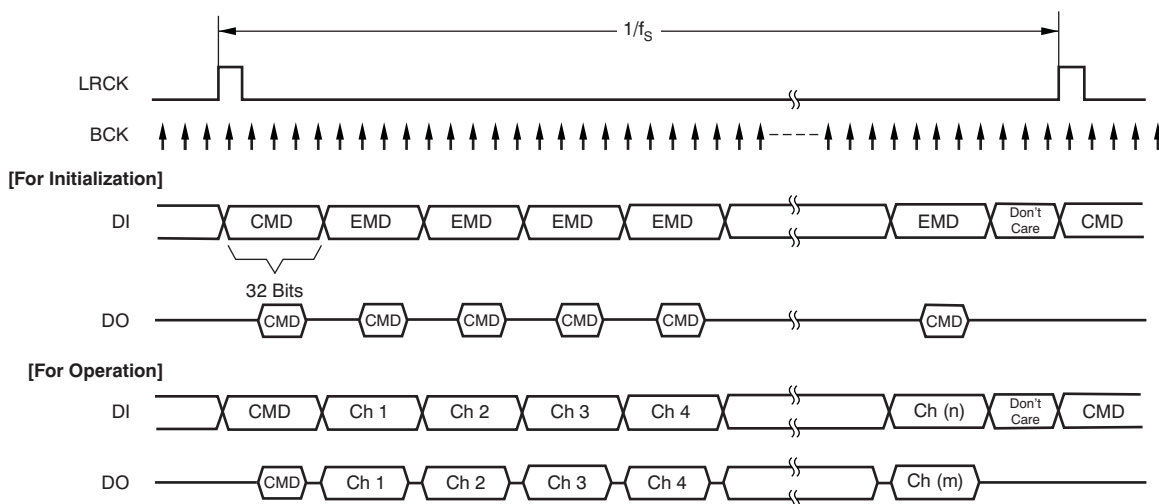 1/fS
LRCK
BCK
[For Initialization]
DI CMD EMD EMD EMD EMD EMD Don't Care CMD
32 Bits
DO CMD CMD CMD CMD CMD CMD
[For Operation]
DI CMD Ch 1 Ch 2 Ch 3 Ch 4 Ch (n) Don't Care CMD
DO CMD Ch 1 Ch 2 Ch 3 Ch 4 Ch (m)